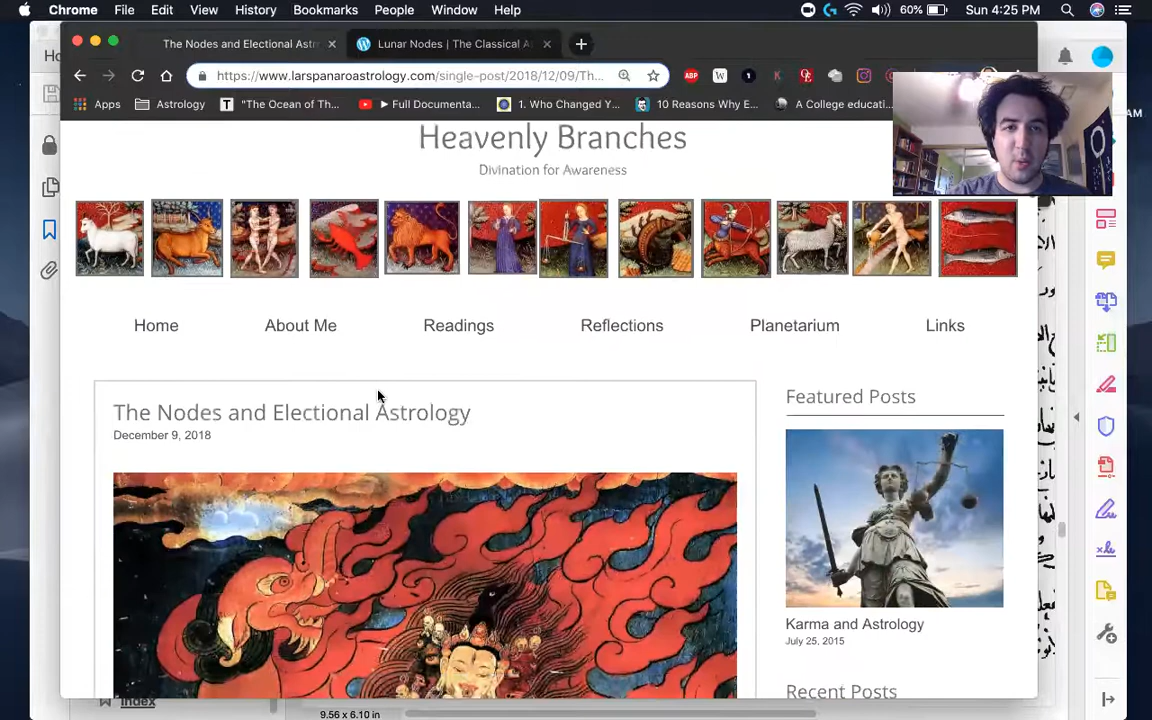 Chrome File Edit View History Bookmarks People Window Help
60% Sun 4:25 PM
The Nodes and Electional Astr
Lunar Nodes | The Classical A
https://www.larspanaroastrology.com/single-post/2018/12/09/Th...
ABP W
Apps Astrology "The Ocean of Th... ► Full Documenta... 1. Who Changed Y... 10 Reasons Why E... A College educati...
AM
Heavenly Branches
Divination for Awareness
Home About Me Readings Reflections Planetarium Links
The Nodes and Electional Astrology
December 9, 2018
Featured Posts
Karma and Astrology
July 25, 2015
Recent Posts
Index
9.56 x 6.10 in